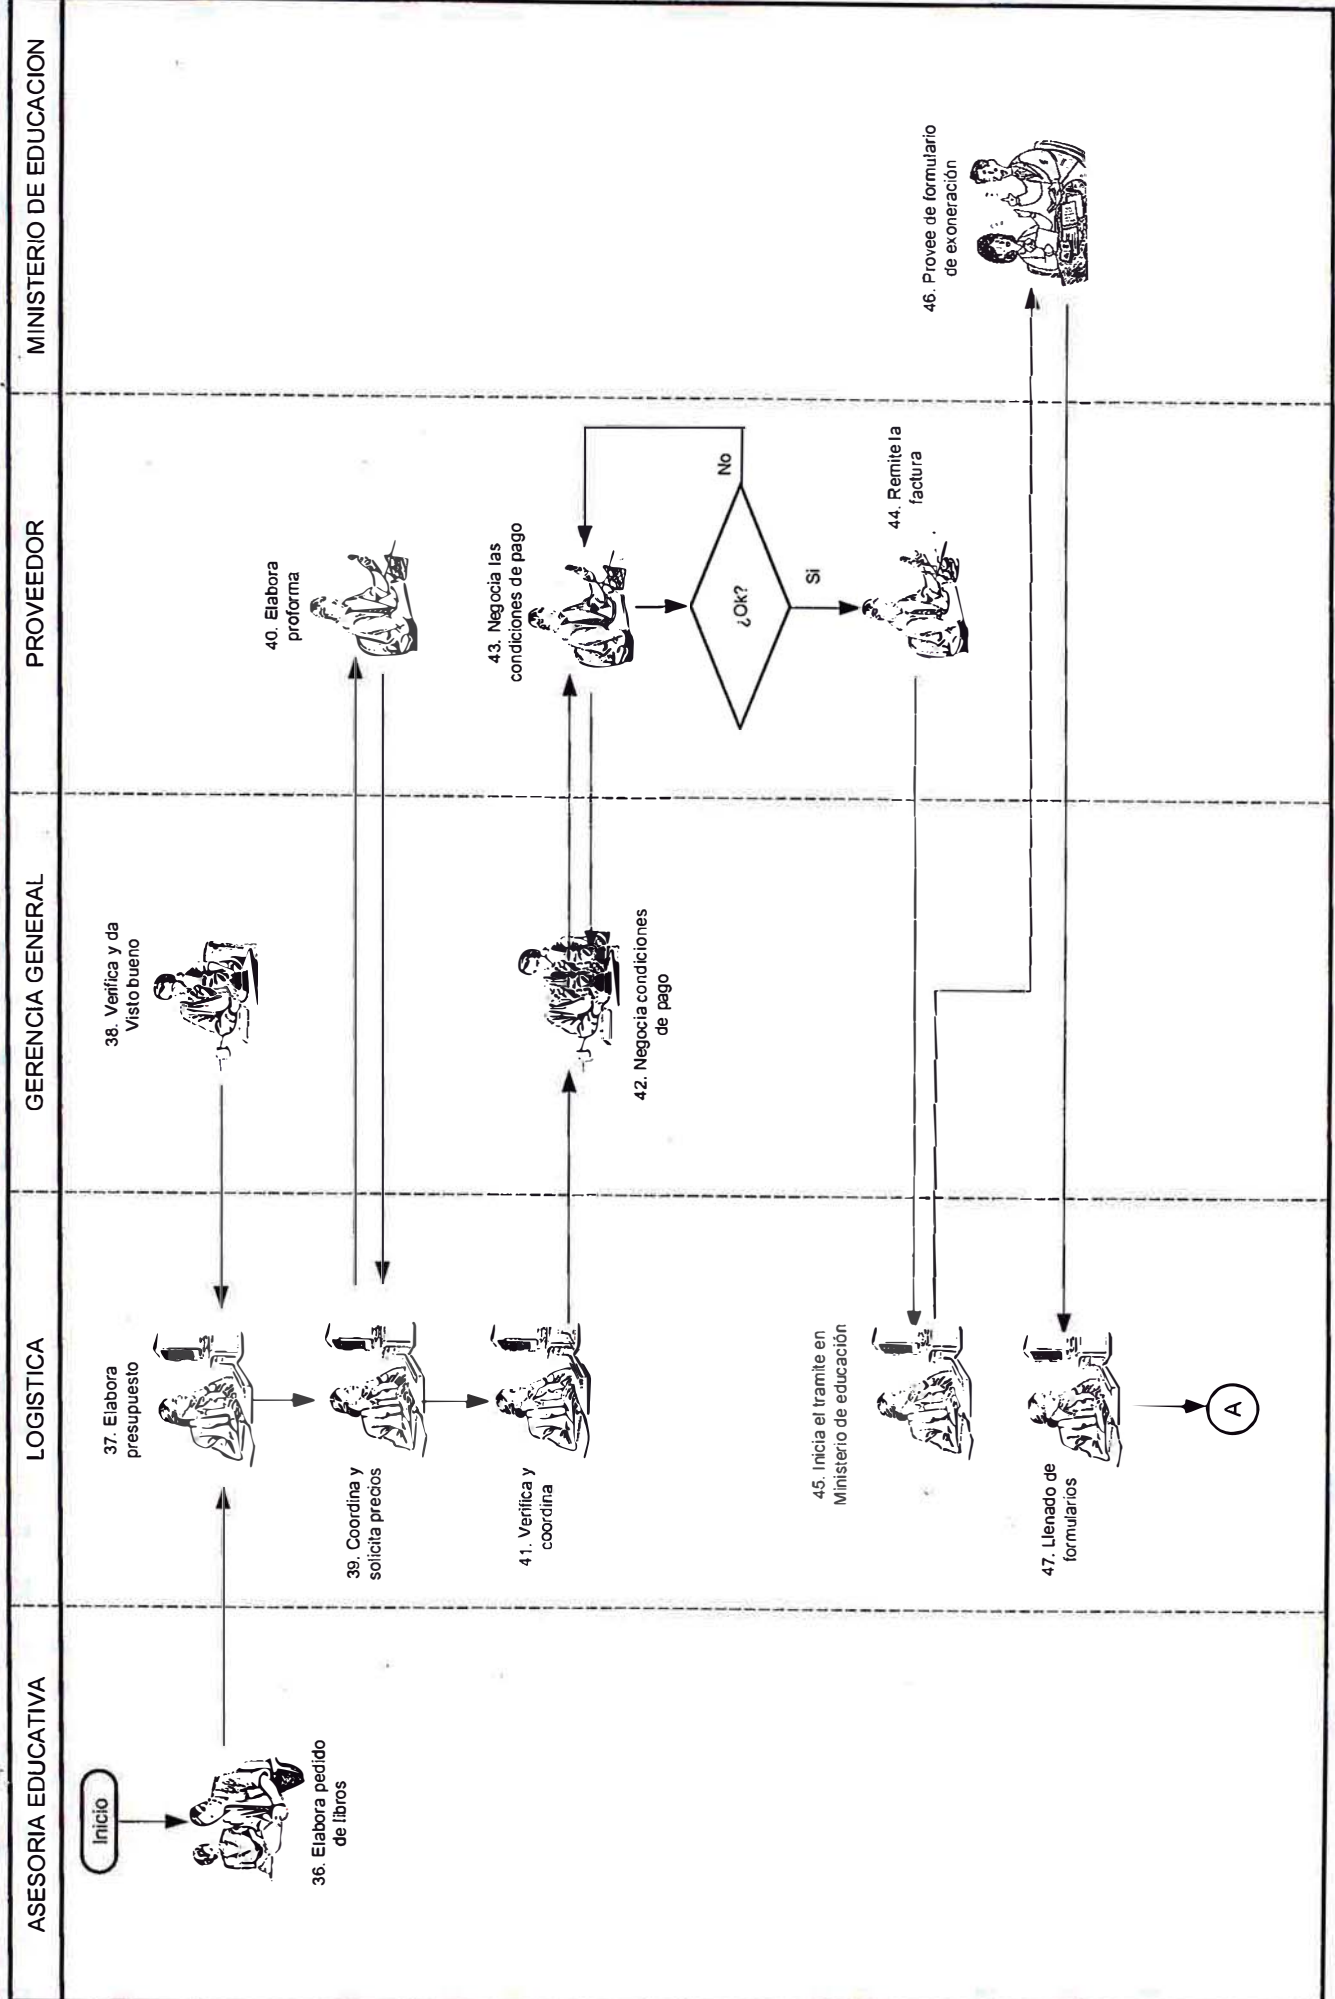 ASESORIA EDUCATIVA
LOGISTICA
GERENCIA GENERAL
PROVEEDOR
MINISTERIO DE EDUCACION
Inicio
36. Elabora pedido
de libros
37. Elabora
presupuesto
38. Verifica y da
Visto bueno
39. Coordina y
solicita precios
40. Elabora
proforma
41. Verifica y
coordina
42. Negocia condiciones
de pago
43. Negocia las
condiciones de pago
¿Ok?
No
Si
44. Remite la
factura
45. Inicia el tramite en
Ministerio de educación
46. Provee de formulario
de exoneración
47. Llenado de
formularios
A